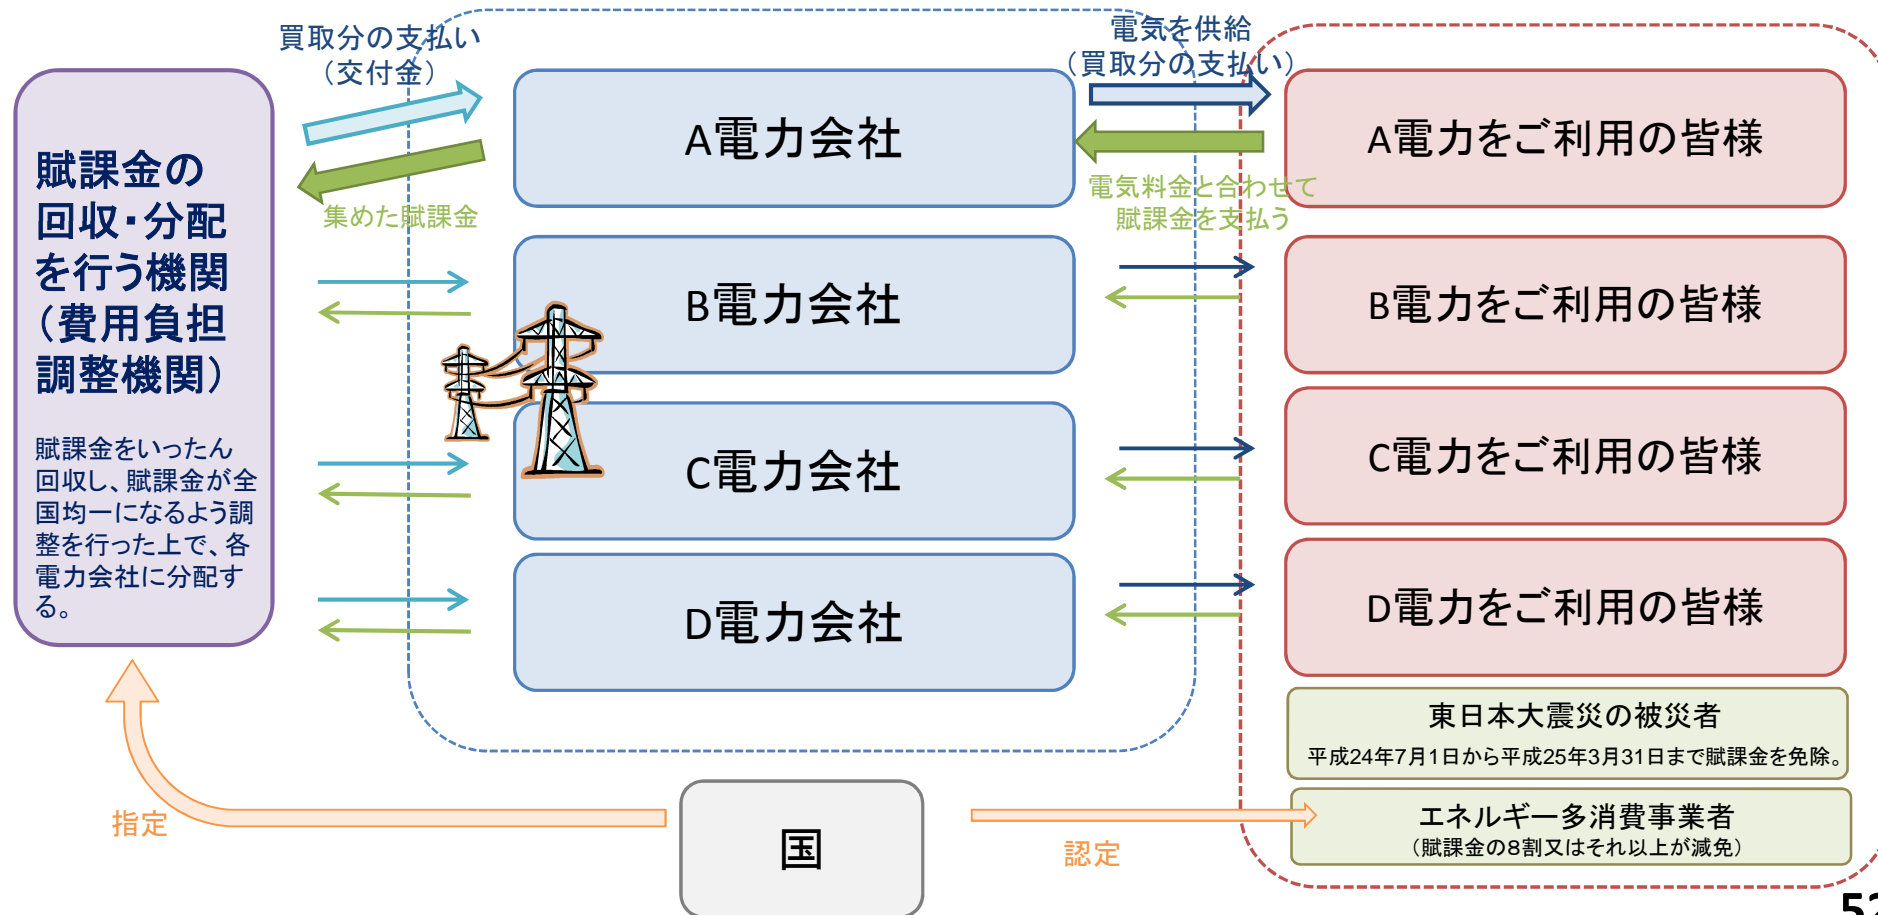 買取分の支払い
（交付金）
電気を供給
（買取分の支払い）
賦課金の
回収・分配
を行う機関
（費用負担
調整機関）
賦課金をいったん
回収し、賦課金が全
国均一になるよう調
整を行った上で、各
電力会社に分配す
る。
集めた賦課金
A電力会社
B電力会社
C電力会社
D電力会社
電気料金と合わせて
賦課金を支払う
A電力をご利用の皆様
B電力をご利用の皆様
C電力をご利用の皆様
D電力をご利用の皆様
東日本大震災の被災者
平成24年7月1日から平成25年3月31日まで賦課金を免除。
エネルギー多消費事業者
（賦課金の８割又はそれ以上が減免）
指定
国
認定
52